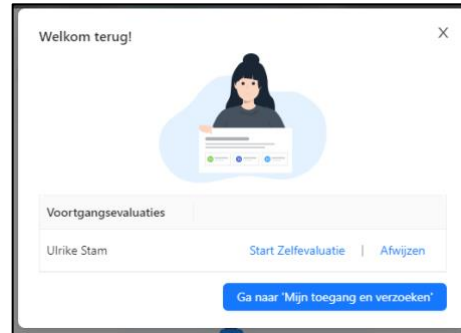 Welkom terug!
X
Voortgangsevaluaties
Ulrike Stam Start Zelfevaluatie | Afwijzen
Ga naar 'Mijn toegang en verzoeken'